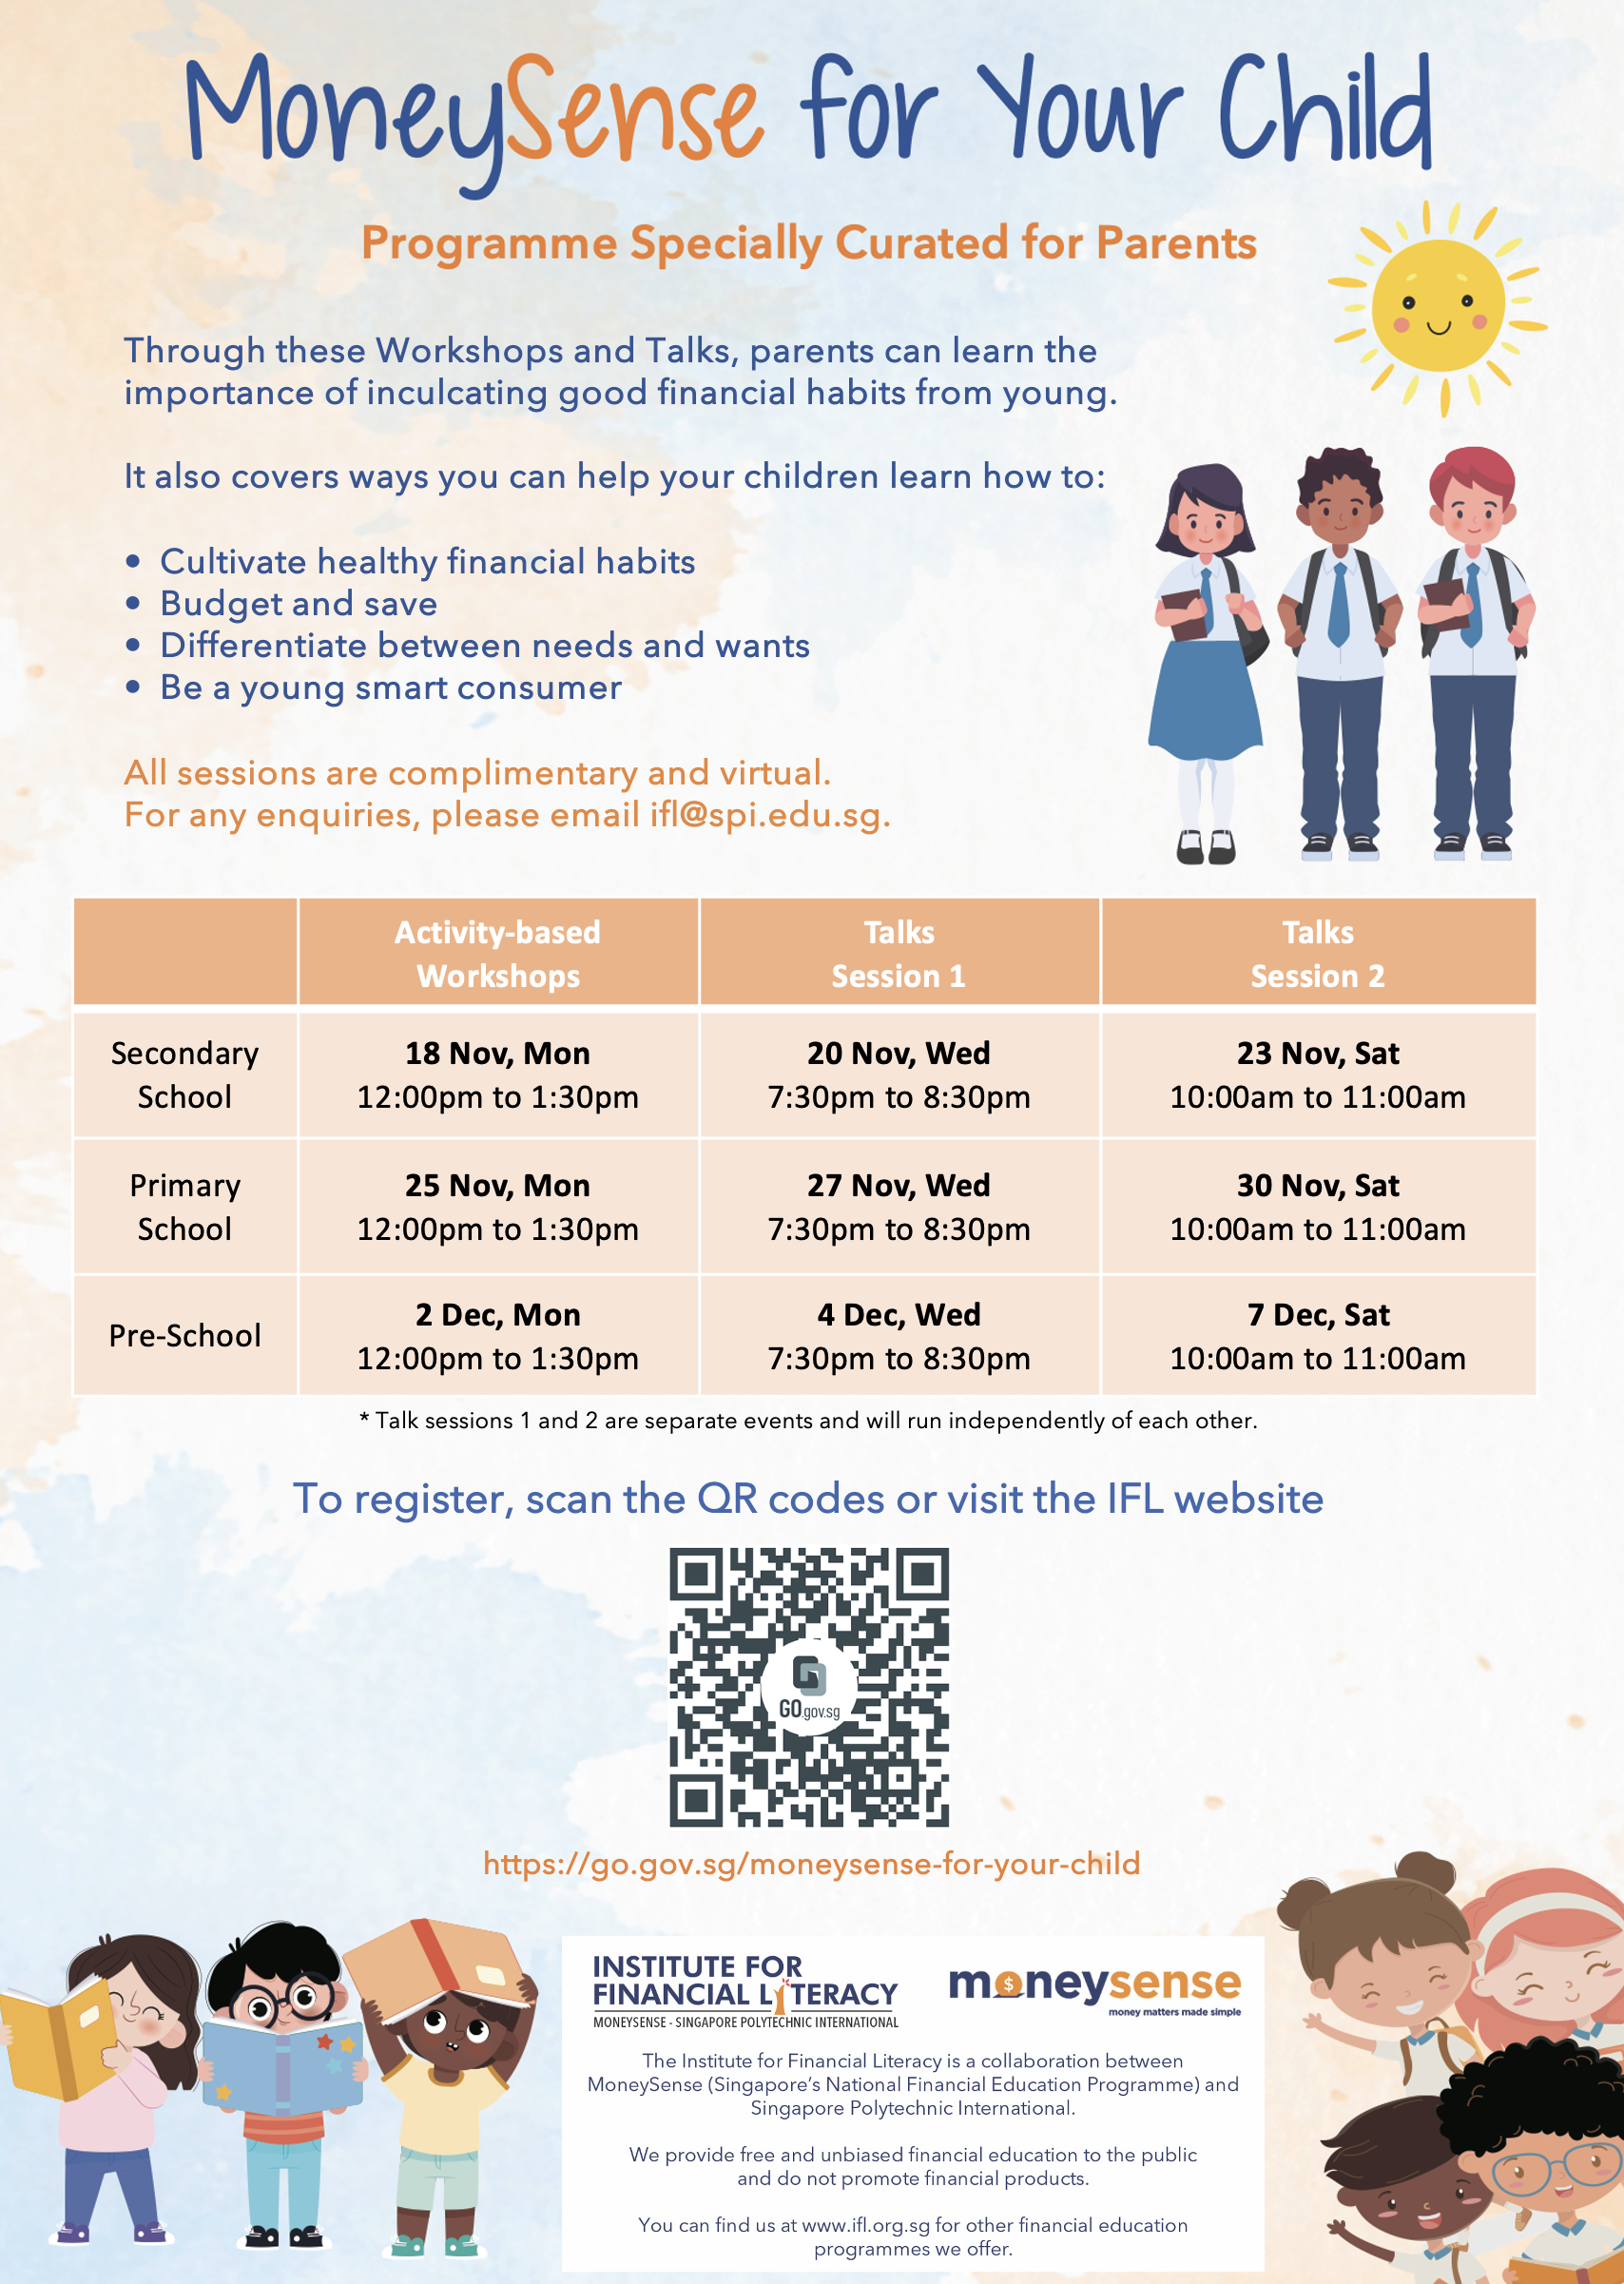 MoneySense for Your Child
Programme Specially Curated for Parents
Through these Workshops and Talks, parents can learn the
importance of inculcating good financial habits from young.
It also covers ways you can help your children learn how to:
• Cultivate healthy financial habits
• Budget and save
• Differentiate between needs and wants
• Be a young smart consumer
All sessions are complimentary and virtual.
For any enquiries, please email ifl@spi.edu.sg.
Activity-based
Workshops
Talks
Session 1
Talks
Session 2
Secondary
School
18 Nov, Mon
12:00pm to 1:30pm
20 Nov, Wed
7:30pm to 8:30pm
23 Nov, Sat
10:00am to 11:00am
Primary
School
25 Nov, Mon
12:00pm to 1:30pm
27 Nov, Wed
7:30pm to 8:30pm
30 Nov, Sat
10:00am to 11:00am
Pre-School
2 Dec, Mon
12:00pm to 1:30pm
4 Dec, Wed
7:30pm to 8:30pm
7 Dec, Sat
10:00am to 11:00am
* Talk sessions 1 and 2 are separate events and will run independently of each other.
To register, scan the QR codes or visit the IFL website
GO.gov.sg
https://go.gov.sg/moneysense-for-your-child
INSTITUTE FOR
FINANCIAL LITERACY
MONEYSENSE - SINGAPORE POLYTECHNIC INTERNATIONAL
moneysense
money matters made simple
The Institute for Financial Literacy is a collaboration between
MoneySense (Singapore's National Financial Education Programme) and
Singapore Polytechnic International.
We provide free and unbiased financial education to the public
and do not promote financial products.
You can find us at www.ifl.org.sg for other financial education
programmes we offer.